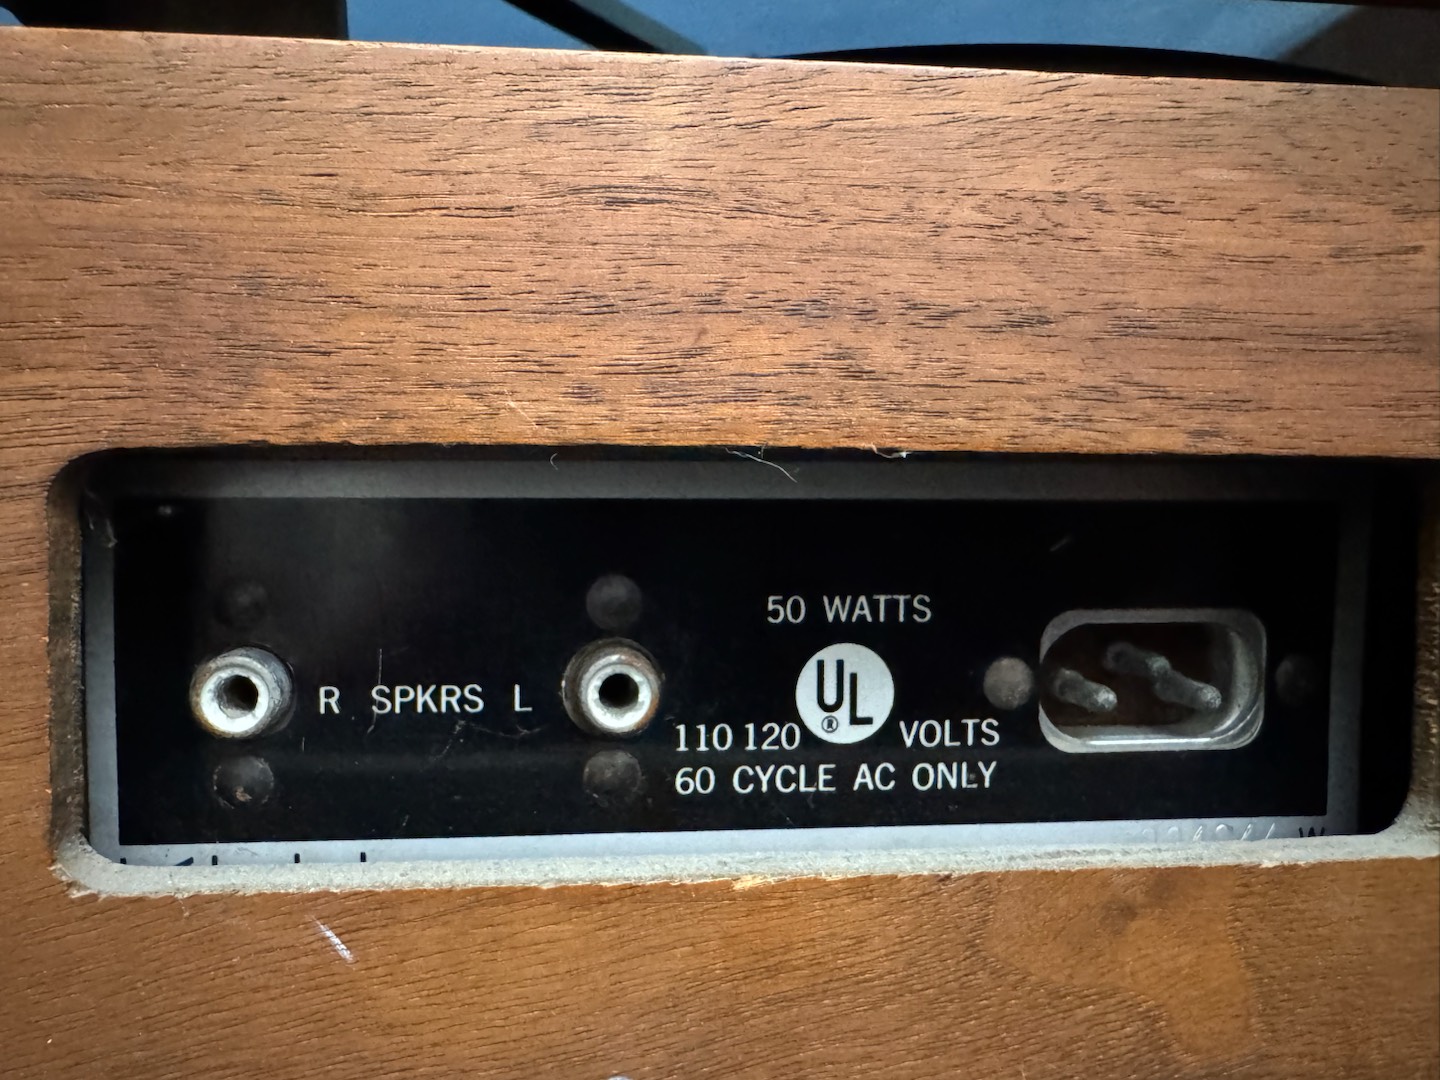 50 WATTS
UL
®
R SPKRS L
110 120 VOLTS
60 CYCLE AC ONLY